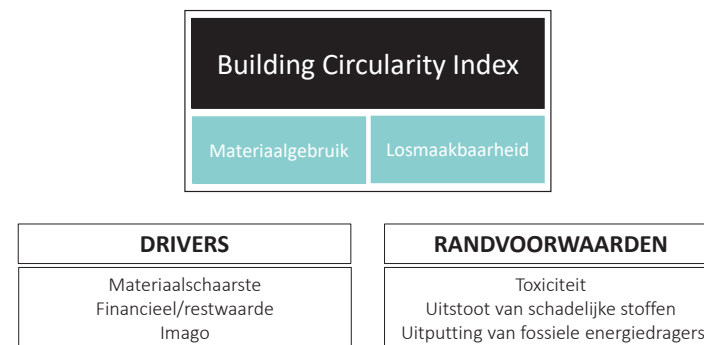 Building Circularity Index
Materiaalgebruik
Losmaakbaarheid
DRIVERS
Materiaalschaarste
Financieel/restwaarde
Imago
RANDVOORWAARDEN
Toxiciteit
Uitstoot van schadelijke stoffen
Uitputting van fossiele energiedragers